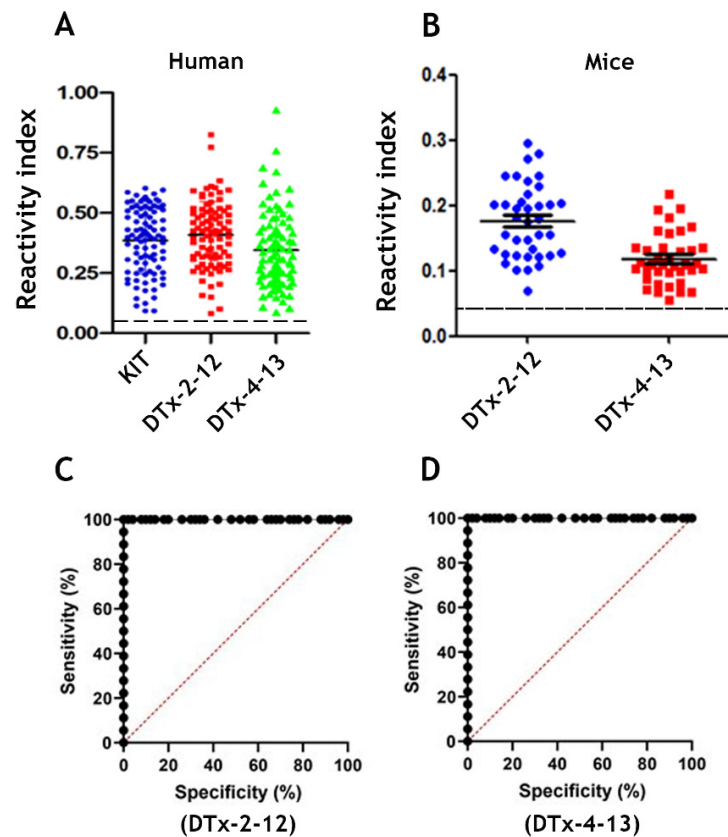 A
Human
Reactivity index
1.00
0.75
0.50
0.25
0.00
KIT
DTx-2-12
DTx-4-13
B
Mice
Reactivity index
0.4
0.3
0.2
0.1
0.0
DTx-2-12
DTx-4-13
C
Sensitivity (%)
100
80
60
40
20
0
0 20 40 60 80 100
Specificity (%)
(DTx-2-12)
D
Sensitivity (%)
100
80
60
40
20
0
0 20 40 60 80 100
Specificity (%)
(DTx-4-13)